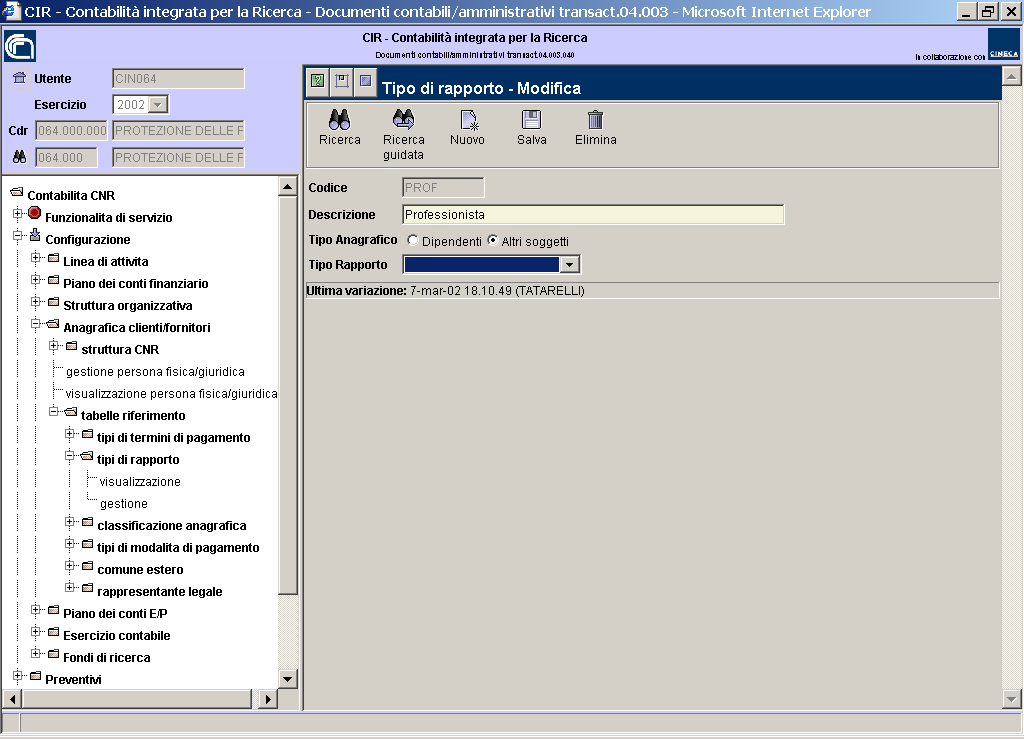 CIR - Contabilità integrata per la Ricerca - Documenti contabili/amministrativi transact.04.003 - Microsoft Internet Explorer
CIR - Contabilità integrata per la Ricerca
Documenti contabili/amministrativi transact.04.003.040
In collaborazione con
CINECA
Utente CIN064
Esercizio 2002
Cdr 064.000.000 PROTEZIONE DELLE F
064.000 PROTEZIONE DELLE F
Contabilita CNR
Funzionalita di servizio
Configurazione
Linea di attivita
Piano dei conti finanziario
Struttura organizzativa
Anagrafica clienti/fornitori
struttura CNR
gestione persona fisica/giuridica
visualizzazione persona fisica/giuridica
tabelle riferimento
tipi di termini di pagamento
tipi di rapporto
visualizzazione
gestione
classificazione anagrafica
tipi di modalita di pagamento
comune estero
rappresentante legale
Piano dei conti E/P
Esercizio contabile
Fondi di ricerca
Preventivi
Tipo di rapporto - Modifica
Ricerca
Ricerca guidata
Nuovo
Salva
Elimina
Codice PROF
Descrizione Professionista
Tipo Anagrafico Dipendenti Altri soggetti
Tipo Rapporto
Ultima variazione: 7-mar-02 18.10.49 (TATARELLI)